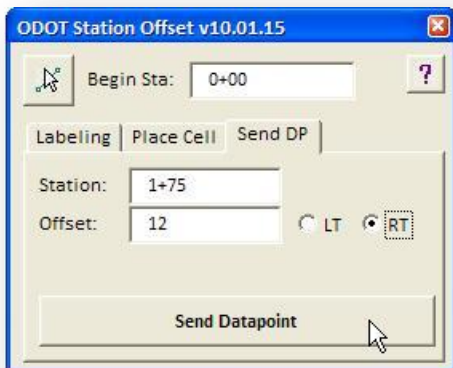 ODOT Station Offset v10.01.15
Begin Sta: 0+00 ?
Labeling Place Cell Send DP
Station: 1+75
Offset: 12 LT RT
Send Datapoint